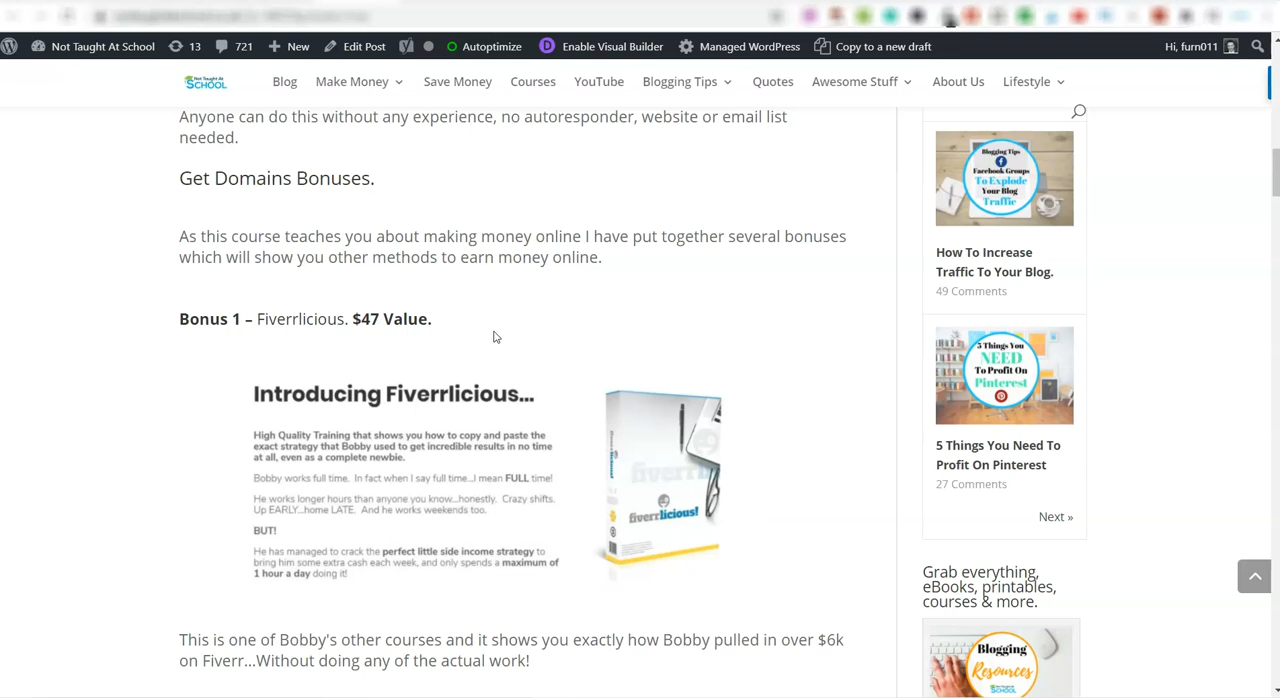 Not Taught At School
13
721
New
Edit Post
Autoptimize
D
Enable Visual Builder
Managed WordPress
Copy to a new draft
Hi, furn011
Not Taught At
SCHOOL
Blog
Make Money
Save Money
Courses
YouTube
Blogging Tips
Quotes
Awesome Stuff
About Us
Lifestyle
Anyone can do this without any experience, no autoresponder, website or email list
needed.
Get Domains Bonuses.
As this course teaches you about making money online I have put together several bonuses
which will show you other methods to earn money online.
Bonus 1 – Fiverrlicious. $47 Value.
Introducing Fiverrlicious...
High Quality Training that shows you how to copy and paste the
exact strategy that Bobby used to get incredible results in no time
at all, even as a complete newbie.
Bobby works full time. In fact when I say full time...I mean FULL time!
He works longer hours than anyone you know...honestly. Crazy shifts.
Up EARLY...home LATE. And he works weekends too.
BUT!
He has managed to crack the perfect little side income strategy to
bring him some extra cash each week, and only spends a maximum of
1 hour a day doing it!
fiverrlicious!
This is one of Bobby's other courses and it shows you exactly how Bobby pulled in over $6k
on Fiverr...Without doing any of the actual work!
Blogging Tips
Facebook Groups
To Explode
Your Blog
Traffic
How To Increase
Traffic To Your Blog.
49 Comments
5 Things You
NEED
To Profit On
Pinterest
5 Things You Need To
Profit On Pinterest
27 Comments
Next »
Grab everything,
eBooks, printables,
courses & more.
Blogging
Resources
Not Taught At
SCHOOL